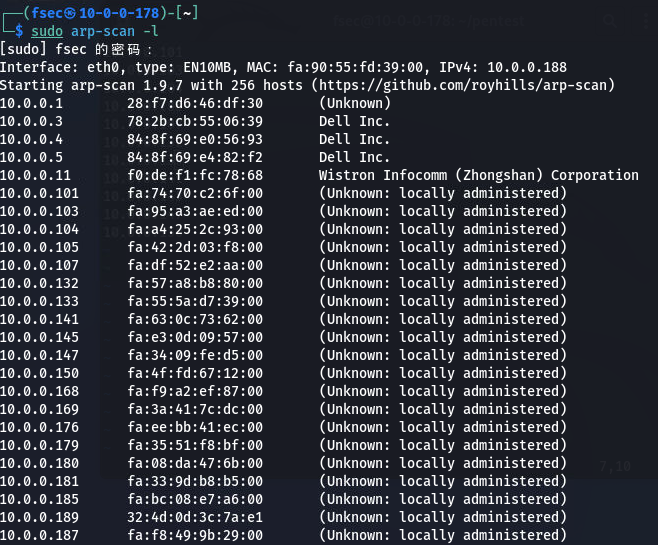 ┌──(fsec㉿10-0-0-178)-[~]
└─$ sudo arp-scan -l
[sudo] fsec 的密码：
Interface: eth0, type: EN10MB, MAC: fa:90:55:fd:39:00, IPv4: 10.0.0.188
Starting arp-scan 1.9.7 with 256 hosts (https://github.com/royhills/arp-scan)
10.0.0.1 28:f7:d6:46:df:30 (Unknown)
10.0.0.3 78:2b:cb:55:06:39 Dell Inc.
10.0.0.4 84:8f:69:e0:56:93 Dell Inc.
10.0.0.5 84:8f:69:e4:82:f2 Dell Inc.
10.0.0.11 f0:de:f1:fc:78:68 Wistron Infocomm (Zhongshan) Corporation
10.0.0.101 fa:74:70:c2:6f:00 (Unknown: locally administered)
10.0.0.103 fa:95:a3:ae:ed:00 (Unknown: locally administered)
10.0.0.104 fa:a4:25:2c:93:00 (Unknown: locally administered)
10.0.0.105 fa:42:2d:03:f8:00 (Unknown: locally administered)
10.0.0.107 fa:df:52:e2:aa:00 (Unknown: locally administered)
10.0.0.132 fa:57:a8:b8:80:00 (Unknown: locally administered)
10.0.0.133 fa:55:5a:d7:39:00 (Unknown: locally administered)
10.0.0.141 fa:63:0c:73:62:00 (Unknown: locally administered)
10.0.0.145 fa:e3:0d:09:57:00 (Unknown: locally administered)
10.0.0.147 fa:34:09:fe:d5:00 (Unknown: locally administered)
10.0.0.150 fa:4f:fd:67:12:00 (Unknown: locally administered)
10.0.0.168 fa:f9:a2:ef:87:00 (Unknown: locally administered)
10.0.0.169 fa:3a:41:7c:dc:00 (Unknown: locally administered)
10.0.0.176 fa:ee:bb:41:ec:00 (Unknown: locally administered)
10.0.0.179 fa:35:51:f8:bf:00 (Unknown: locally administered)
10.0.0.180 fa:08:da:47:6b:00 (Unknown: locally administered)
10.0.0.181 fa:33:9d:b8:b5:00 (Unknown: locally administered)
10.0.0.185 fa:bc:08:e7:a6:00 (Unknown: locally administered)
10.0.0.189 32:4d:0d:3c:7a:e1 (Unknown: locally administered)
10.0.0.187 fa:f8:49:9b:29:00 (Unknown: locally administered)
7,10